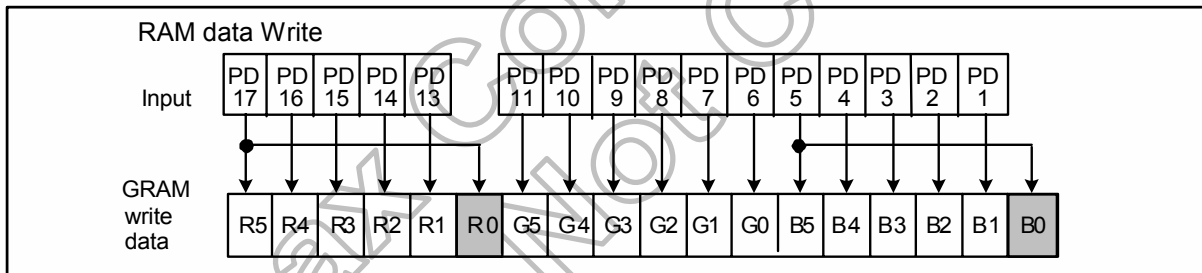 RAM data Write
Input
PD 17 PD 16 PD 15 PD 14 PD 13 PD 11 PD 10 PD 9 PD 8 PD 7 PD 6 PD 5 PD 4 PD 3 PD 2 PD 1
GRAM
write
data
R5 R4 R3 R2 R1 R0 G5 G4 G3 G2 G1 G0 B5 B4 B3 B2 B1 B0
ax Co
Not C